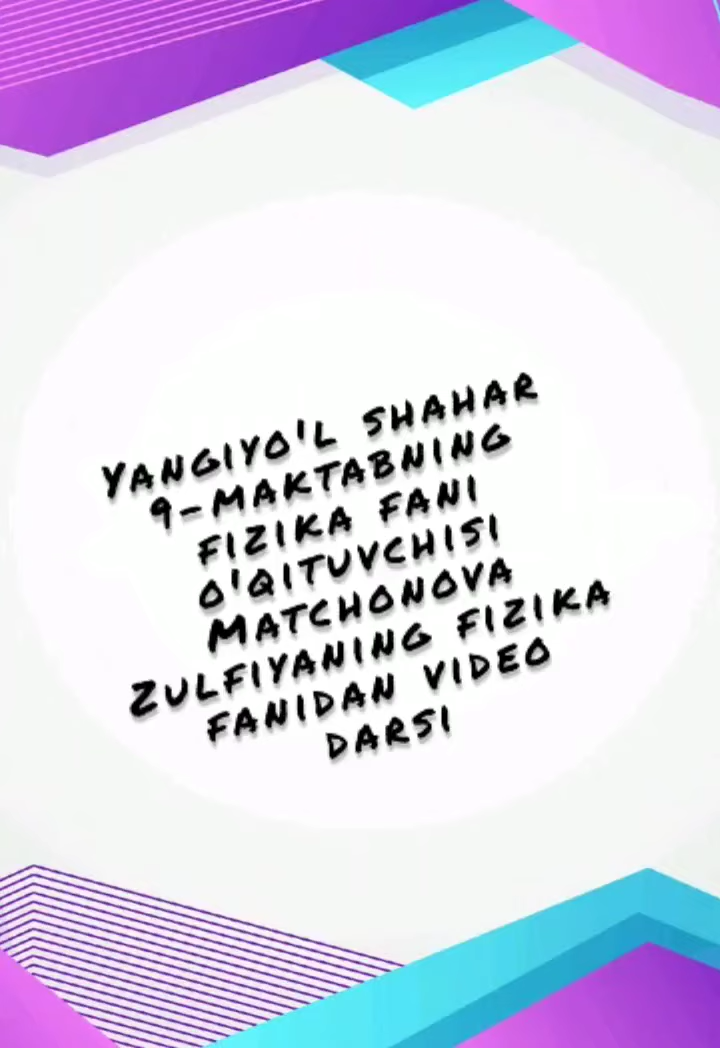 YANGIYO'L SHAHAR
9-MAKTABNING
FIZIKA FANI
O'QITUVCHISI
MATCHONOVA
ZULFIYANING FIZIKA
FANIDAN VIDEO
DARSI